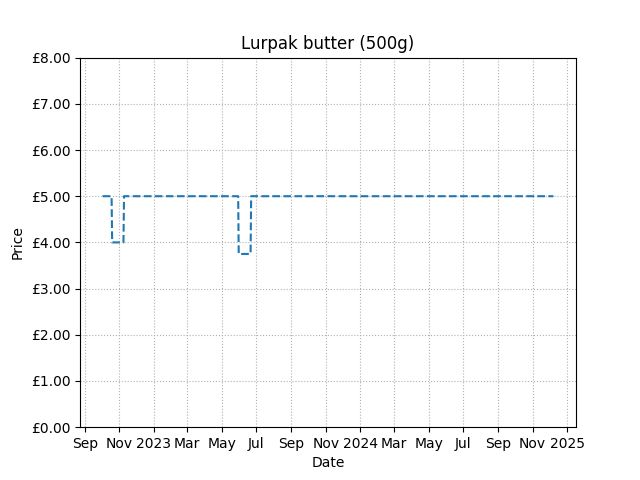 Lurpak butter (500g)
£8.00
£7.00
£6.00
£5.00
£4.00
£3.00
£2.00
£1.00
£0.00
Price
Sep Nov 2023 Mar May Jul Sep Nov 2024 Mar May Jul Sep Nov 2025
Date